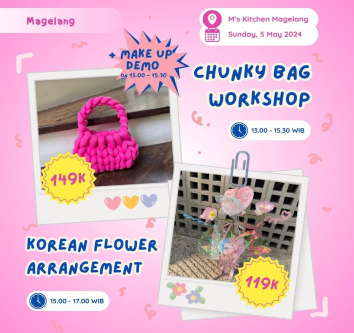 Magelang
M's Kitchen Magelang
Sunday, 5 May 2024
+ MAKE UP
DEMO
by 15.00 - 15.30
CHUNKY BAG
WORKSHOP
13.00 - 15.30 WIB
149K
KOREAN FLOWER
ARRANGEMENT
119K
15.00 - 17.00 WIB